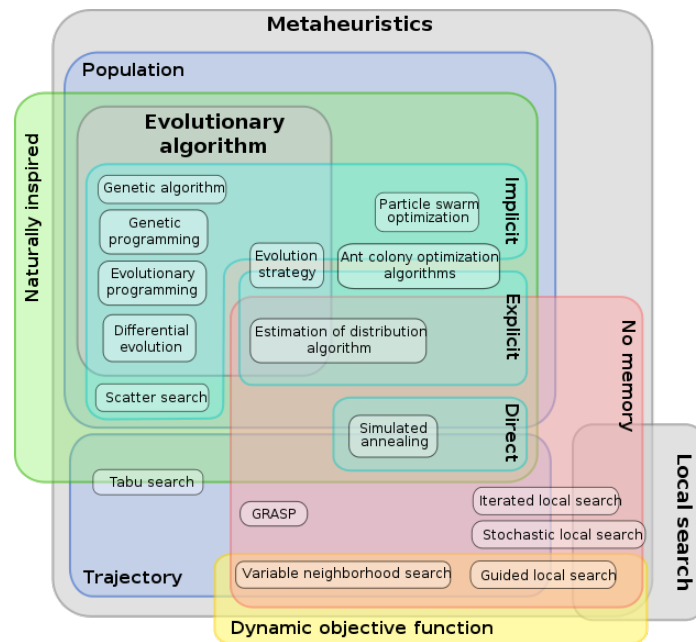 Metaheuristics
Population
Naturally inspired
Evolutionary
algorithm
Implicit
Genetic algorithm
Particle swarm
optimization
Genetic
programming
Evolution
strategy
Ant colony optimization
algorithms
Evolutionary
programming
Explicit
No memory
Differential
evolution
Estimation of distribution
algorithm
Scatter search
Direct
Simulated
annealing
Local search
Tabu search
Iterated local search
GRASP
Stochastic local search
Trajectory
Variable neighborhood search
Guided local search
Dynamic objective function